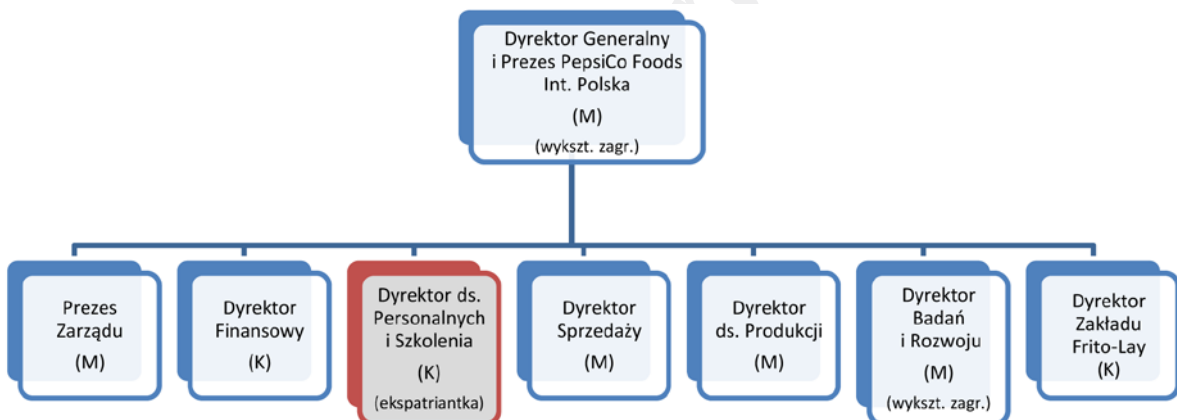 Dyrektor Generalny
i Prezes PepsiCo Foods
Int. Polska
(M)
(wykszt. zagr.)
Prezes
Zarządu
(M)
Dyrektor
Finansowy
(K)
Dyrektor ds.
Personalnych
i Szkolenia
(K)
(ekspatriantka)
Dyrektor
Sprzedaży
(M)
Dyrektor
ds. Produkcji
(M)
Dyrektor
Badań
i Rozwoju
(M)
(wykszt. zagr.)
Dyrektor
Zakładu
Frito-Lay
(K)